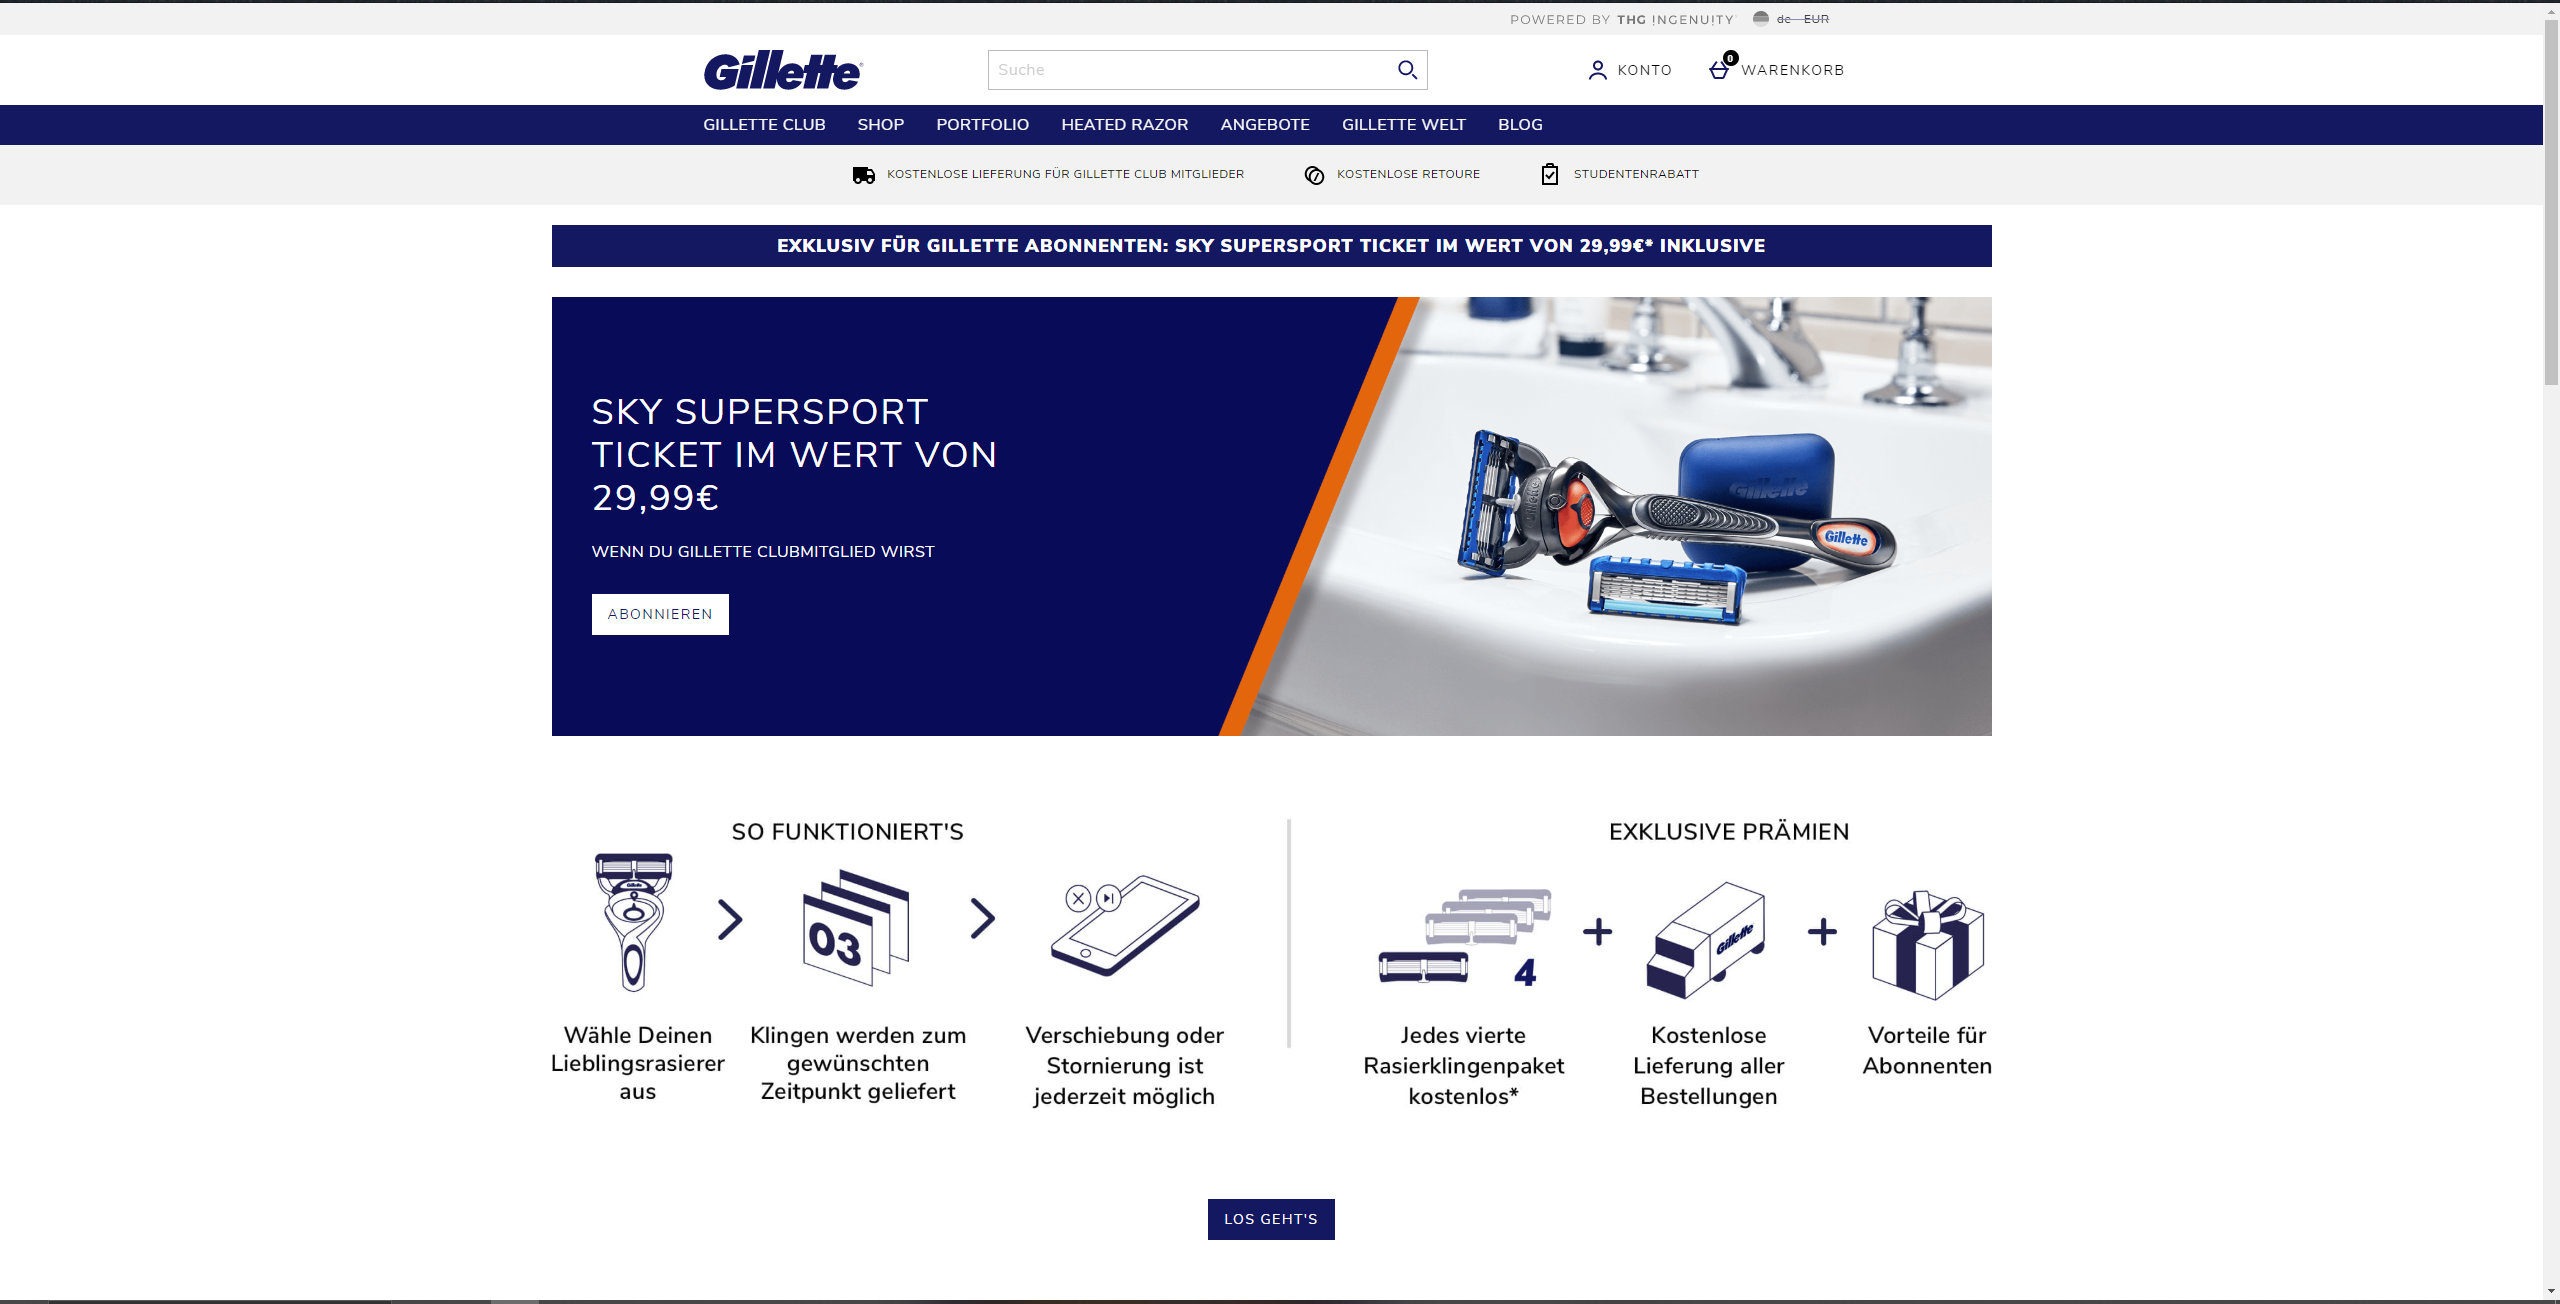 POWERED BY THG INGENUITY de EUR
Gillette
Suche
KONTO
0
WARENKORB
GILLETTE CLUB SHOP PORTFOLIO HEATED RAZOR ANGEBOTE GILLETTE WELT BLOG
KOSTENLOSE LIEFERUNG FÜR GILLETTE CLUB MITGLIEDER KOSTENLOSE RETOURE STUDENTENRABATT
EXKLUSIV FÜR GILLETTE ABONNENTEN: SKY SUPERSPORT TICKET IM WERT VON 29,99€* INKLUSIVE
SKY SUPERSPORT
TICKET IM WERT VON
29,99€
WENN DU GILLETTE CLUBMITGLIED WIRST
ABONNIEREN
Gillette
Gillette
Gillette
SO FUNKTIONIERT'S
Gillette
03
Wähle Deinen
Lieblingsrasierer
aus
Klingen werden zum
gewünschten
Zeitpunkt geliefert
Verschiebung oder
Stornierung ist
jederzeit möglich
EXKLUSIVE PRÄMIEN
4
Gillette
Jedes vierte
Rasierklingenpaket
kostenlos*
Kostenlose
Lieferung aller
Bestellungen
Vorteile für
Abonnenten
LOS GEHT'S